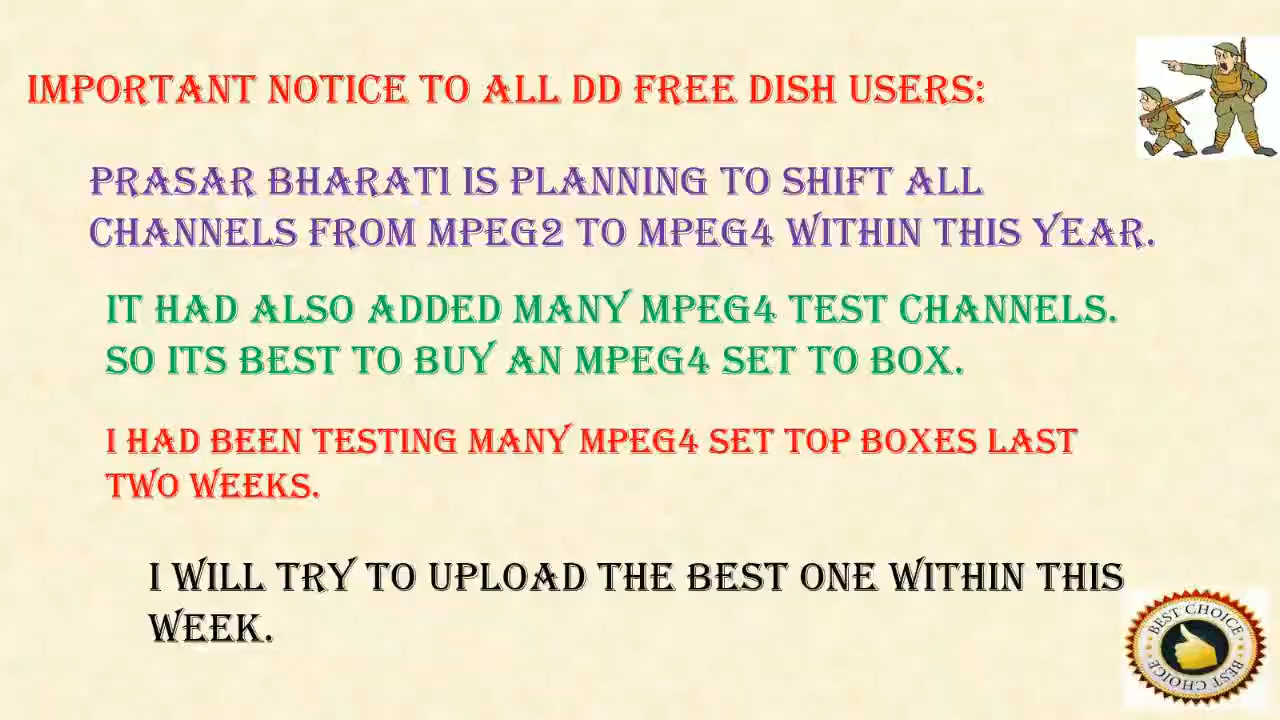 IMPORTANT NOTICE TO ALL DD FREE DISH USERS:
PRASAR BHARATI IS PLANNING TO SHIFT ALL
CHANNELS FROM MPEG2 TO MPEG4 WITHIN THIS YEAR.
IT HAD ALSO ADDED MANY MPEG4 TEST CHANNELS.
SO ITS BEST TO BUY AN MPEG4 SET TO BOX.
I HAD BEEN TESTING MANY MPEG4 SET TOP BOXES LAST
TWO WEEKS.
I WILL TRY TO UPLOAD THE BEST ONE WITHIN THIS
WEEK.
BEST CHOICE
BEST CHOICE
BEST CHOICE